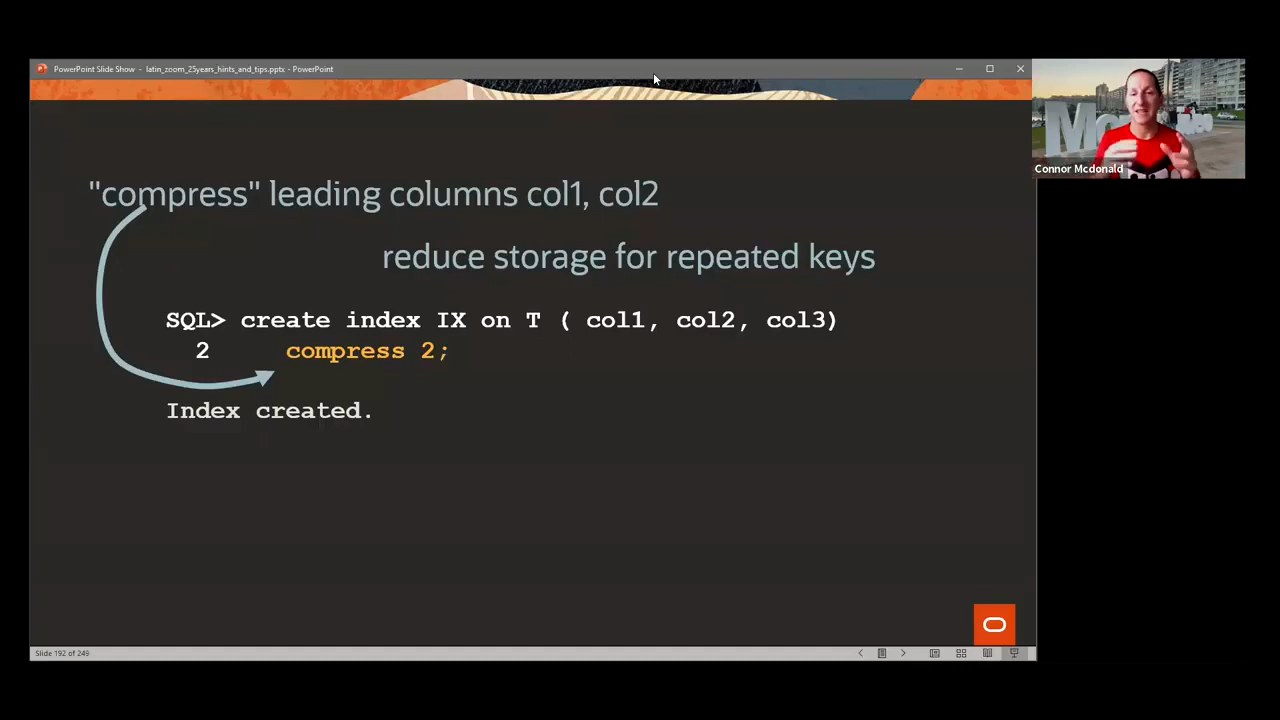 PowerPoint Slide Show - latin_zoom_25years_hints_and_tips.pptx - PowerPoint
Connor Mcdonald
"compress" leading columns col1, col2
reduce storage for repeated keys
SQL> create index IX on T ( col1, col2, col3)
2 compress 2;
Index created.
Slide 192 of 249